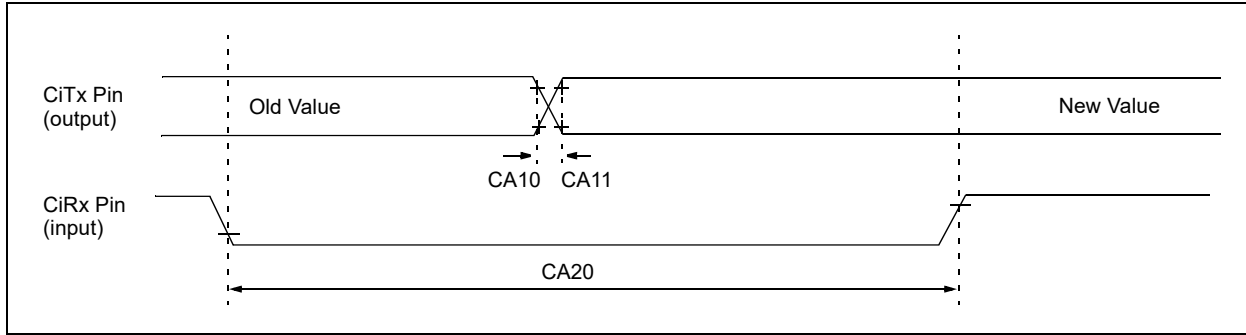 CiTx Pin
(output)
Old Value
New Value
CA10 CA11
CiRx Pin
(input)
CA20